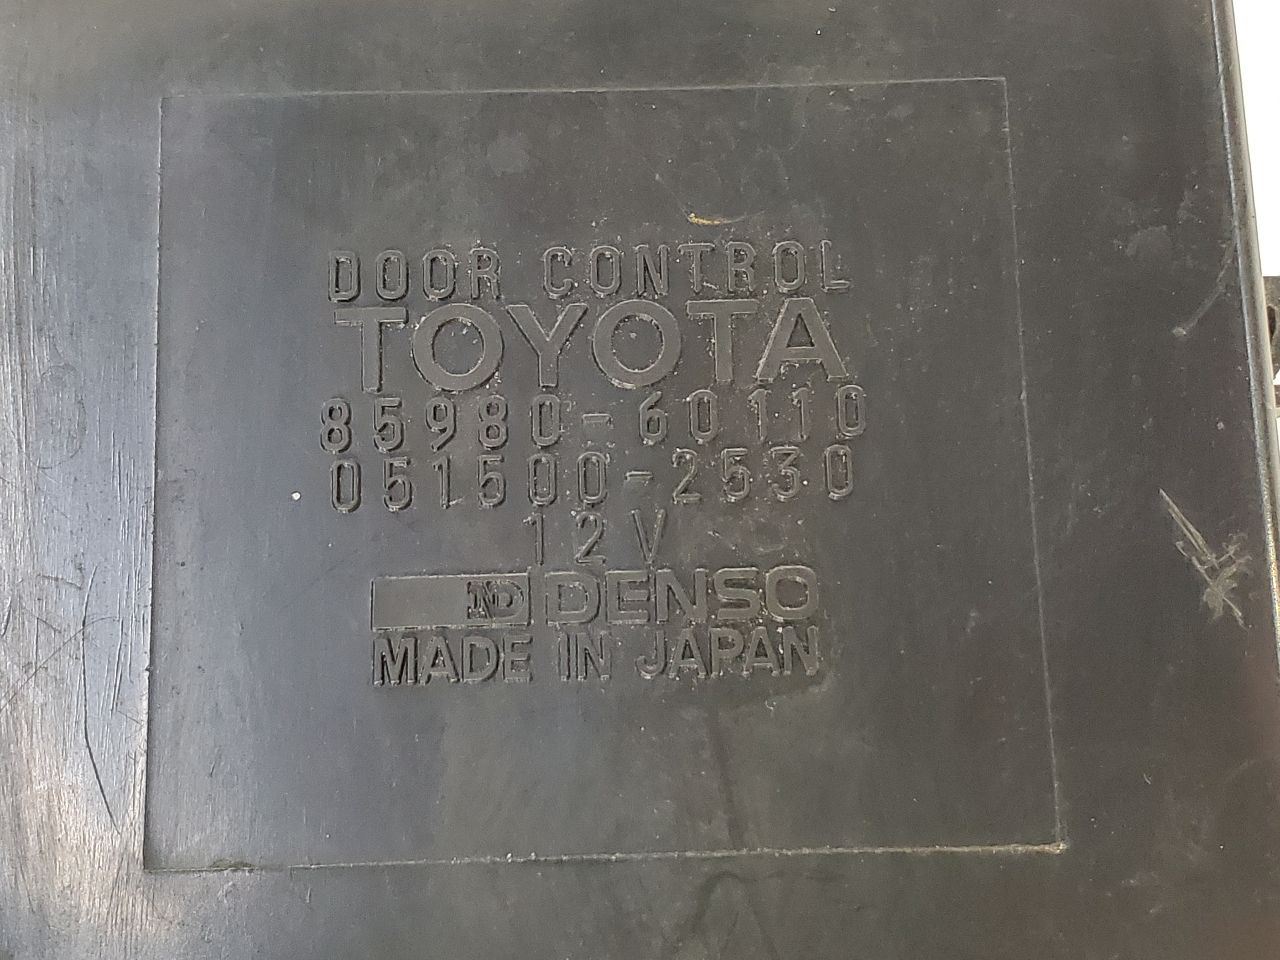 DOOR CONTROL
TOYOTA
85980-60110
051500-2530
12V
ND DENSO
MADE IN JAPAN